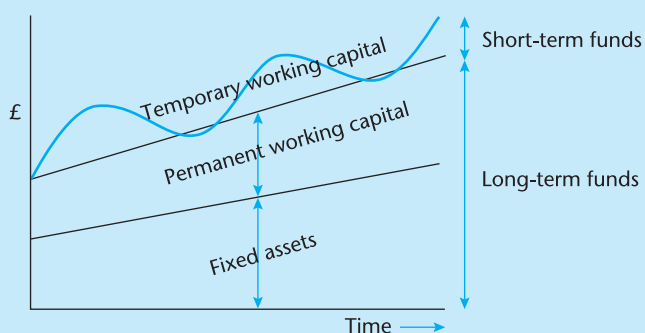 Short-term funds
Temporary working capital
£
Permanent working capital
Long-term funds
Fixed assets
Time